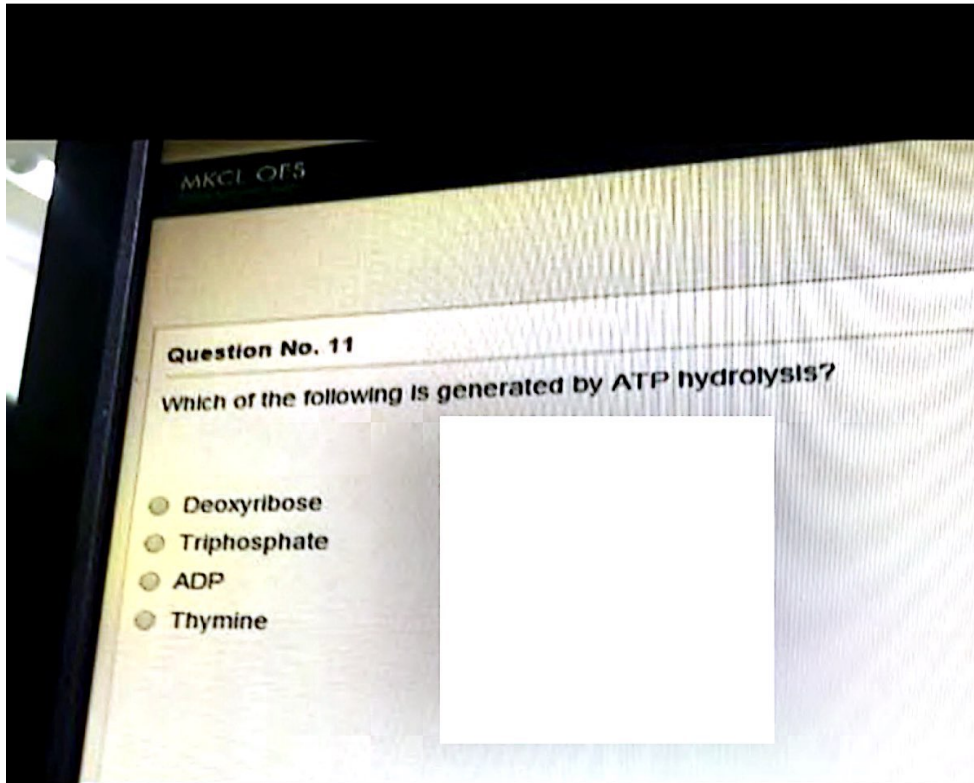 MKCL OES
Question No. 11
Which of the following is generated by ATP hydrolysis?
Deoxyribose
Triphosphate
ADP
Thymine